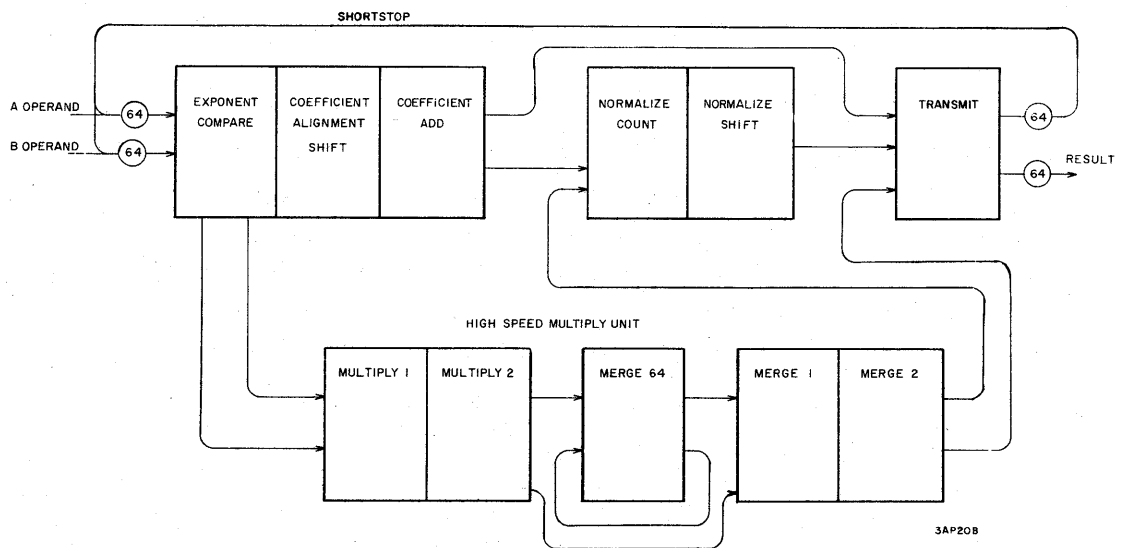 SHORTSTOP
A OPERAND
64
B OPERAND
64
EXPONENT
COMPARE
COEFFICIENT
ALIGNMENT
SHIFT
COEFFICIENT
ADD
NORMALIZE
COUNT
NORMALIZE
SHIFT
TRANSMIT
64
64
RESULT
HIGH SPEED MULTIPLY UNIT
MULTIPLY 1
MULTIPLY 2
MERGE 64
MERGE 1
MERGE 2
3AP20B